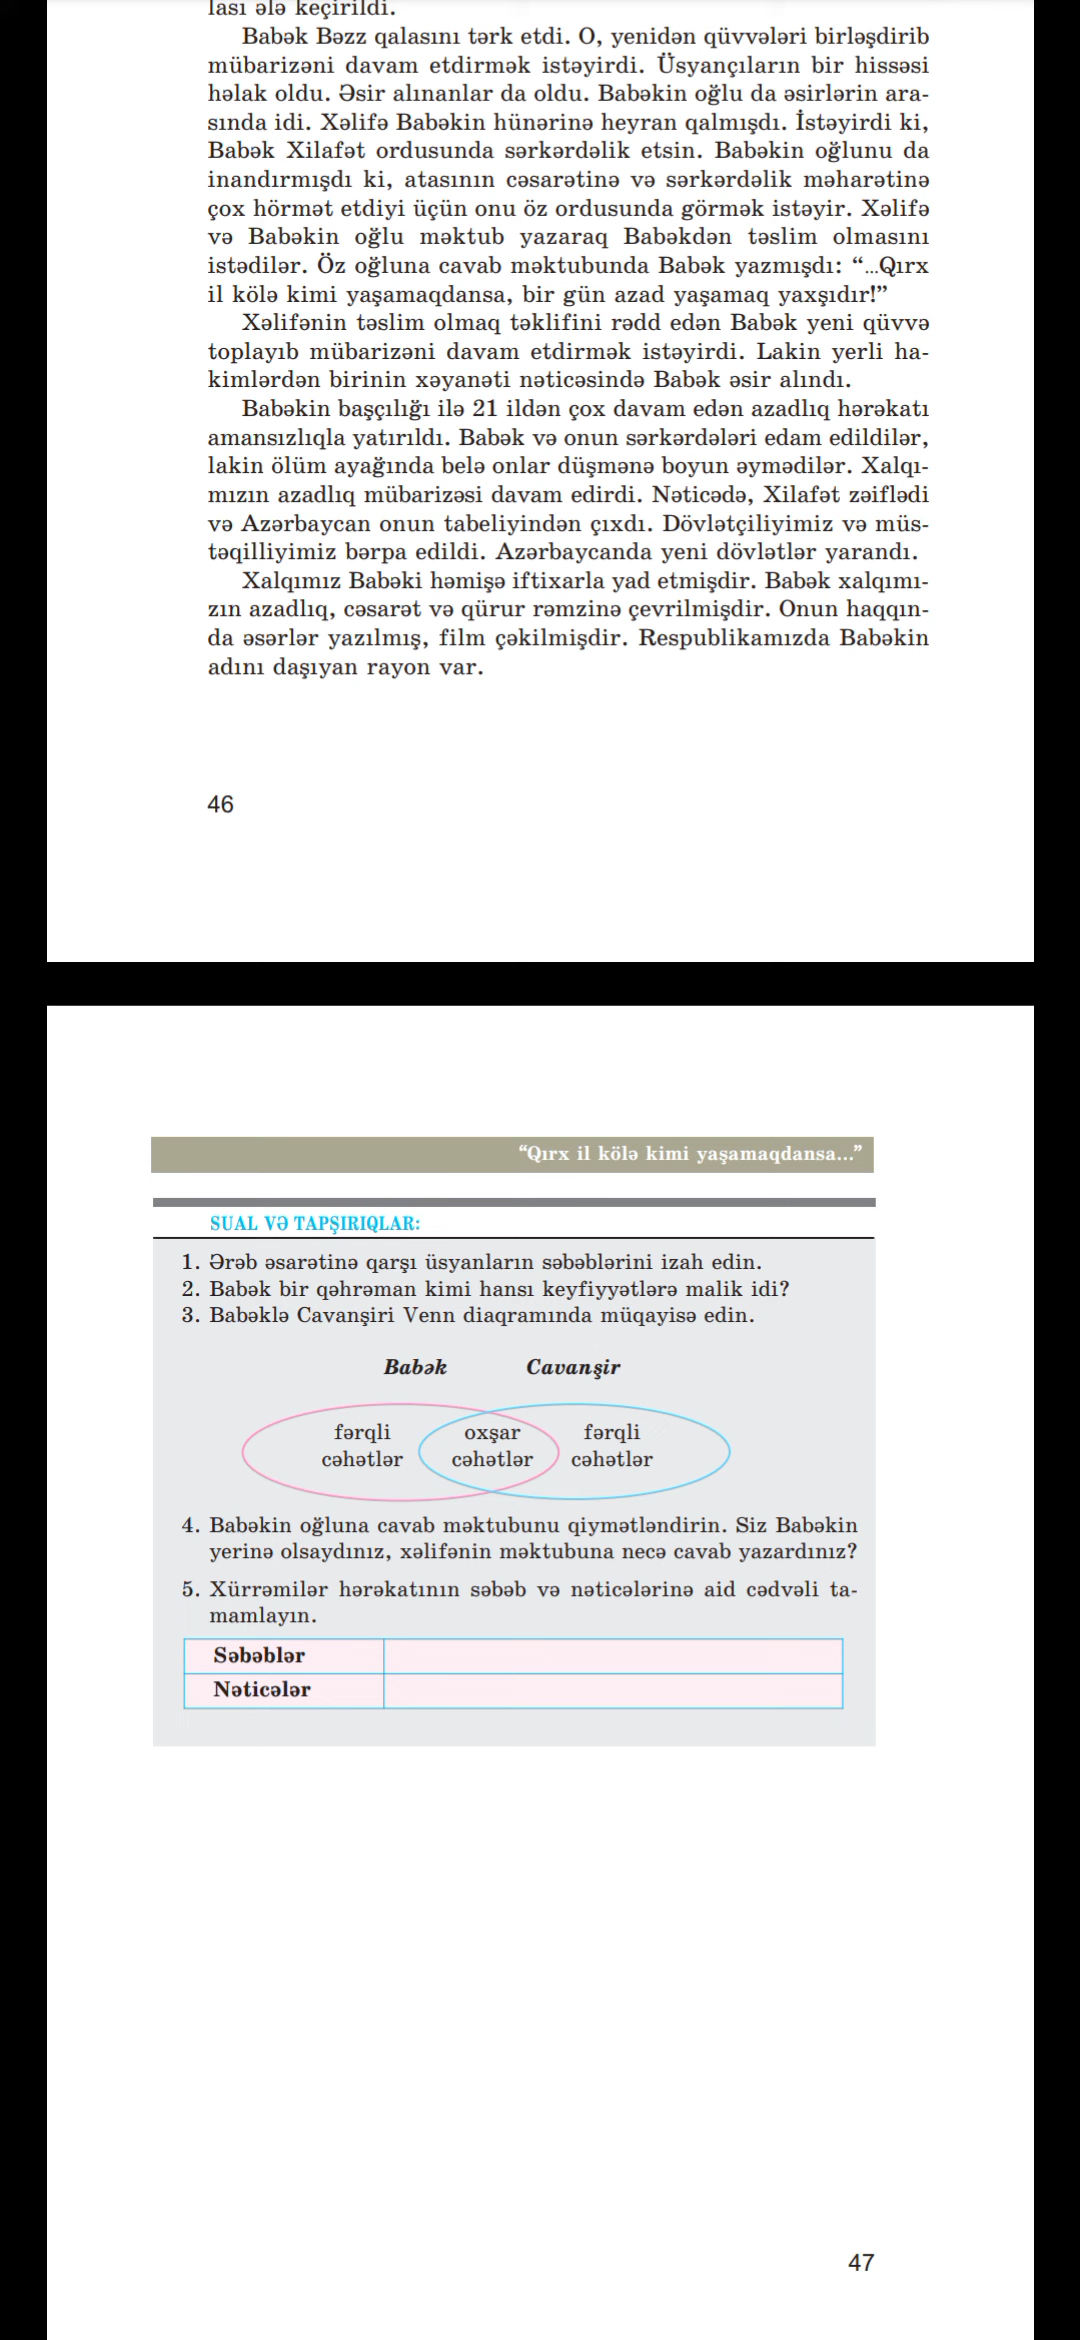 lası ələ keçirildi.
Babək Bəzz qalasını tərk etdi. O, yenidən qüvvələri birləşdirib
mübarizəni davam etdirmək istəyirdi. Üsyançıların bir hissəsi
həlak oldu. Əsir alınanlar da oldu. Babəkin oğlu da əsirlərin ara-
sında idi. Xəlifə Babəkin hünərinə heyran qalmışdı. İstəyirdi ki,
Babək Xilafət ordusunda sərkərdəlik etsin. Babəkin oğlunu da
inandırmışdı ki, atasının cəsarətinə və sərkərdəlik məharətinə
çox hörmət etdiyi üçün onu öz ordusunda görmək istəyir. Xəlifə
və Babəkin oğlu məktub yazaraq Babəkdən təslim olmasını
istədilər. Öz oğluna cavab məktubunda Babək yazmışdı: “...Qırx
il kölə kimi yaşamaqdansa, bir gün azad yaşamaq yaxşıdır!”
Xəlifənin təslim olmaq təklifini rədd edən Babək yeni qüvvə
toplayıb mübarizəni davam etdirmək istəyirdi. Lakin yerli ha-
kimlərdən birinin xəyanəti nəticəsində Babək əsir alındı.
Babəkin başçılığı ilə 21 ildən çox davam edən azadlıq hərəkatı
amansızlıqla yatırıldı. Babək və onun sərkərdələri edam edildilər,
lakin ölüm ayağında belə onlar düşmənə boyun əymədilər. Xalqı-
mızın azadlıq mübarizəsi davam edirdi. Nəticədə, Xilafət zəiflədi
və Azərbaycan onun tabeliyindən çıxdı. Dövlətçiliyimiz və müs-
təqilliyimiz bərpa edildi. Azərbaycanda yeni dövlətlər yarandı.
Xalqımız Babəki həmişə iftixarla yad etmişdir. Babək xalqımı-
zın azadlıq, cəsarət və qürur rəmzinə çevrilmişdir. Onun haqqın-
da əsərlər yazılmış, film çəkilmişdir. Respublikamızda Babəkin
adını daşıyan rayon var.
46
“Qırx il kölə kimi yaşamaqdansa...”
SUAL VƏ TAPŞIRIQLAR:
1. Ərəb əsarətinə qarşı üsyanların səbəblərini izah edin.
2. Babək bir qəhrəman kimi hansı keyfiyyətlərə malik idi?
3. Babəklə Cavanşiri Venn diaqramında müqayisə edin.
Babək Cavanşir
fərqli oxşar fərqli
cəhətlər cəhətlər cəhətlər
4. Babəkin oğluna cavab məktubunu qiymətləndirin. Siz Babəkin
yerinə olsaydınız, xəlifənin məktubuna necə cavab yazardınız?
5. Xürrəmilər hərəkatının səbəb və nəticələrinə aid cədvəli ta-
mamlayın.
Səbəblər
Nəticələr
47